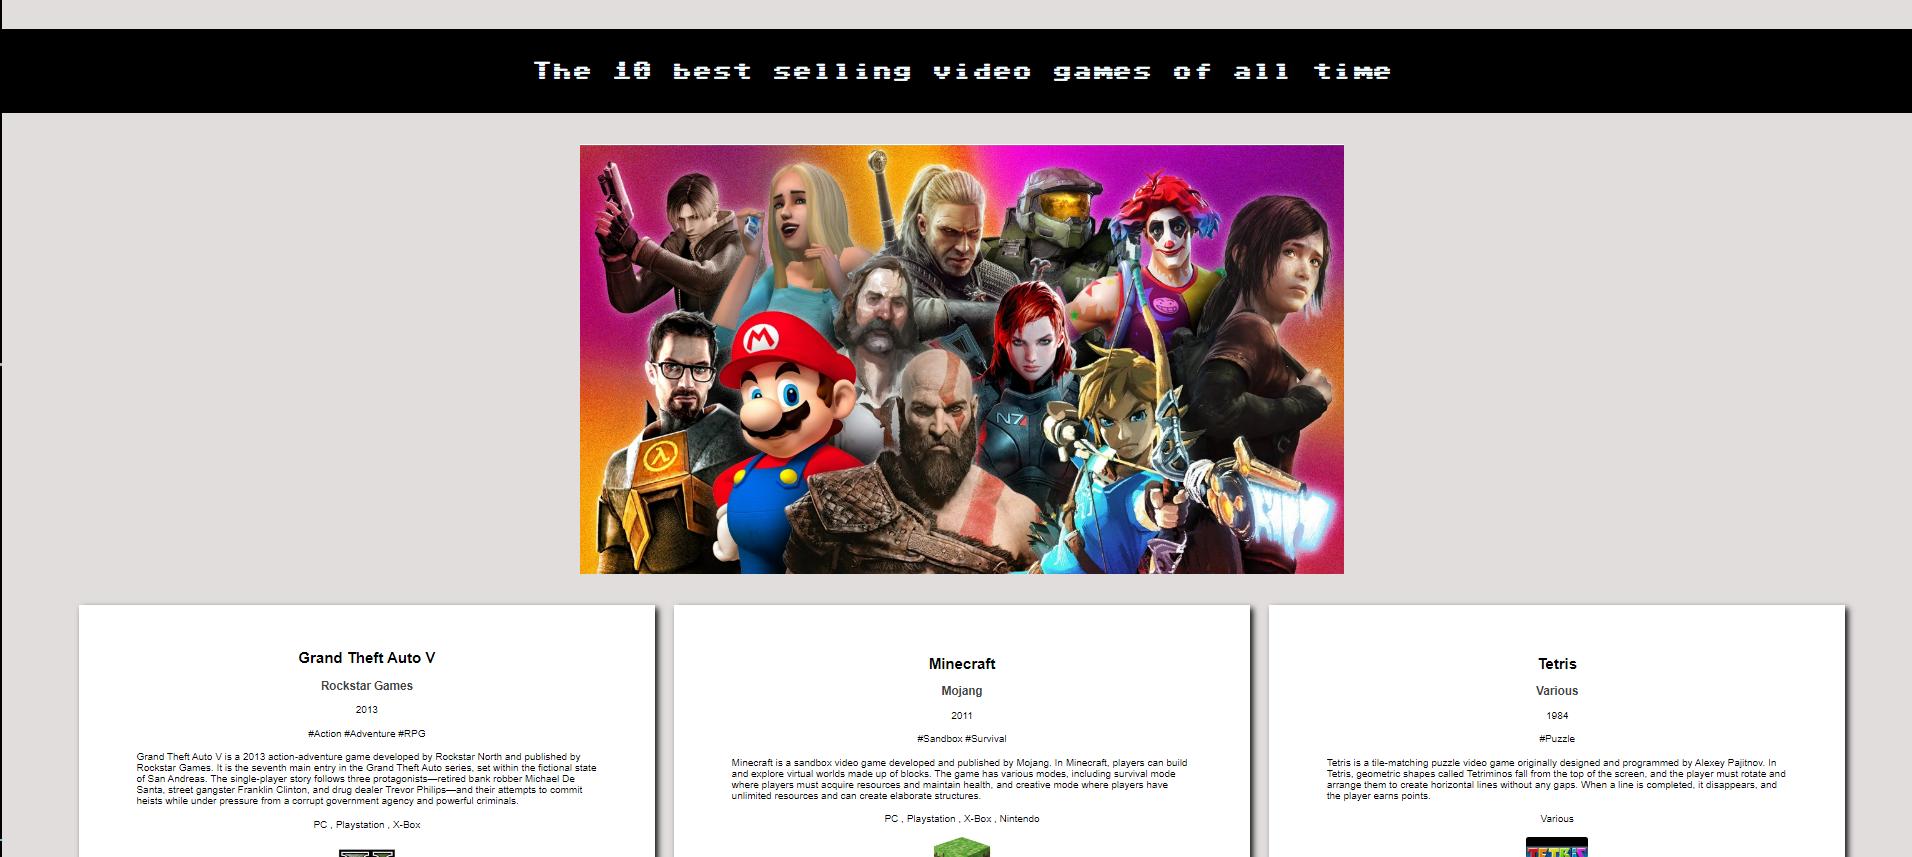 The 10 best selling video games of all time
M
117
N7
Grand Theft Auto V
Rockstar Games
2013
#Action #Adventure #RPG
Grand Theft Auto V is a 2013 action-adventure game developed by Rockstar North and published by
Rockstar Games. It is the seventh main entry in the Grand Theft Auto series, set within the fictional state
of San Andreas. The single-player story follows three protagonists—retired bank robber Michael De
Santa, street gangster Franklin Clinton, and drug dealer Trevor Philips—and their attempts to commit
heists while under pressure from a corrupt government agency and powerful criminals.
PC , Playstation , X-Box
Minecraft
Mojang
2011
#Sandbox #Survival
Minecraft is a sandbox video game developed and published by Mojang. In Minecraft, players can build
and explore virtual worlds made up of blocks. The game has various modes, including survival mode
where players must acquire resources and maintain health, and creative mode where players have
unlimited resources and can create elaborate structures.
PC , Playstation , X-Box , Nintendo
Tetris
Various
1984
#Puzzle
Tetris is a tile-matching puzzle video game originally designed and programmed by Alexey Pajitnov. In
Tetris, geometric shapes called Tetriminos fall from the top of the screen, and the player must rotate and
arrange them to create horizontal lines without any gaps. When a line is completed, it disappears, and
the player earns points.
Various
TETRIS